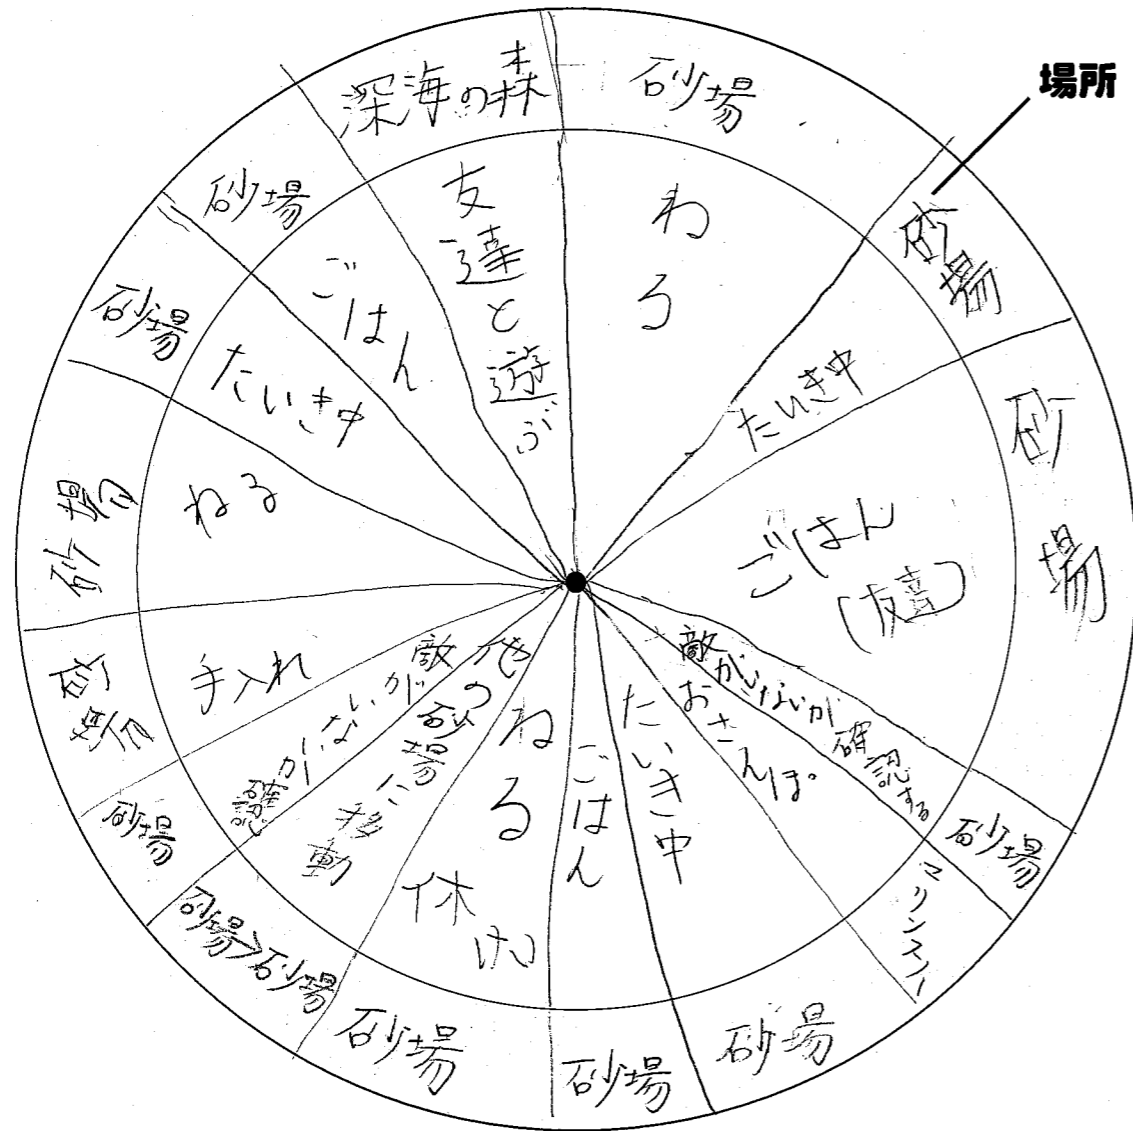 場所
砂場
ねる
砂場
たいき中
砂場
ごはん
砂場
敵がいないか
確認する
マリンスノー
おさんぽ
砂場
たいき中
砂場
ごはん
砂場
ねる
休けい
砂場>砂場
他の
砂場に
移動
砂場
敵が
いないか
確認
砂場
手入れ
砂場
ねる
砂場
たいき中
砂場
ごはん
深海の森
友達と遊ぶ